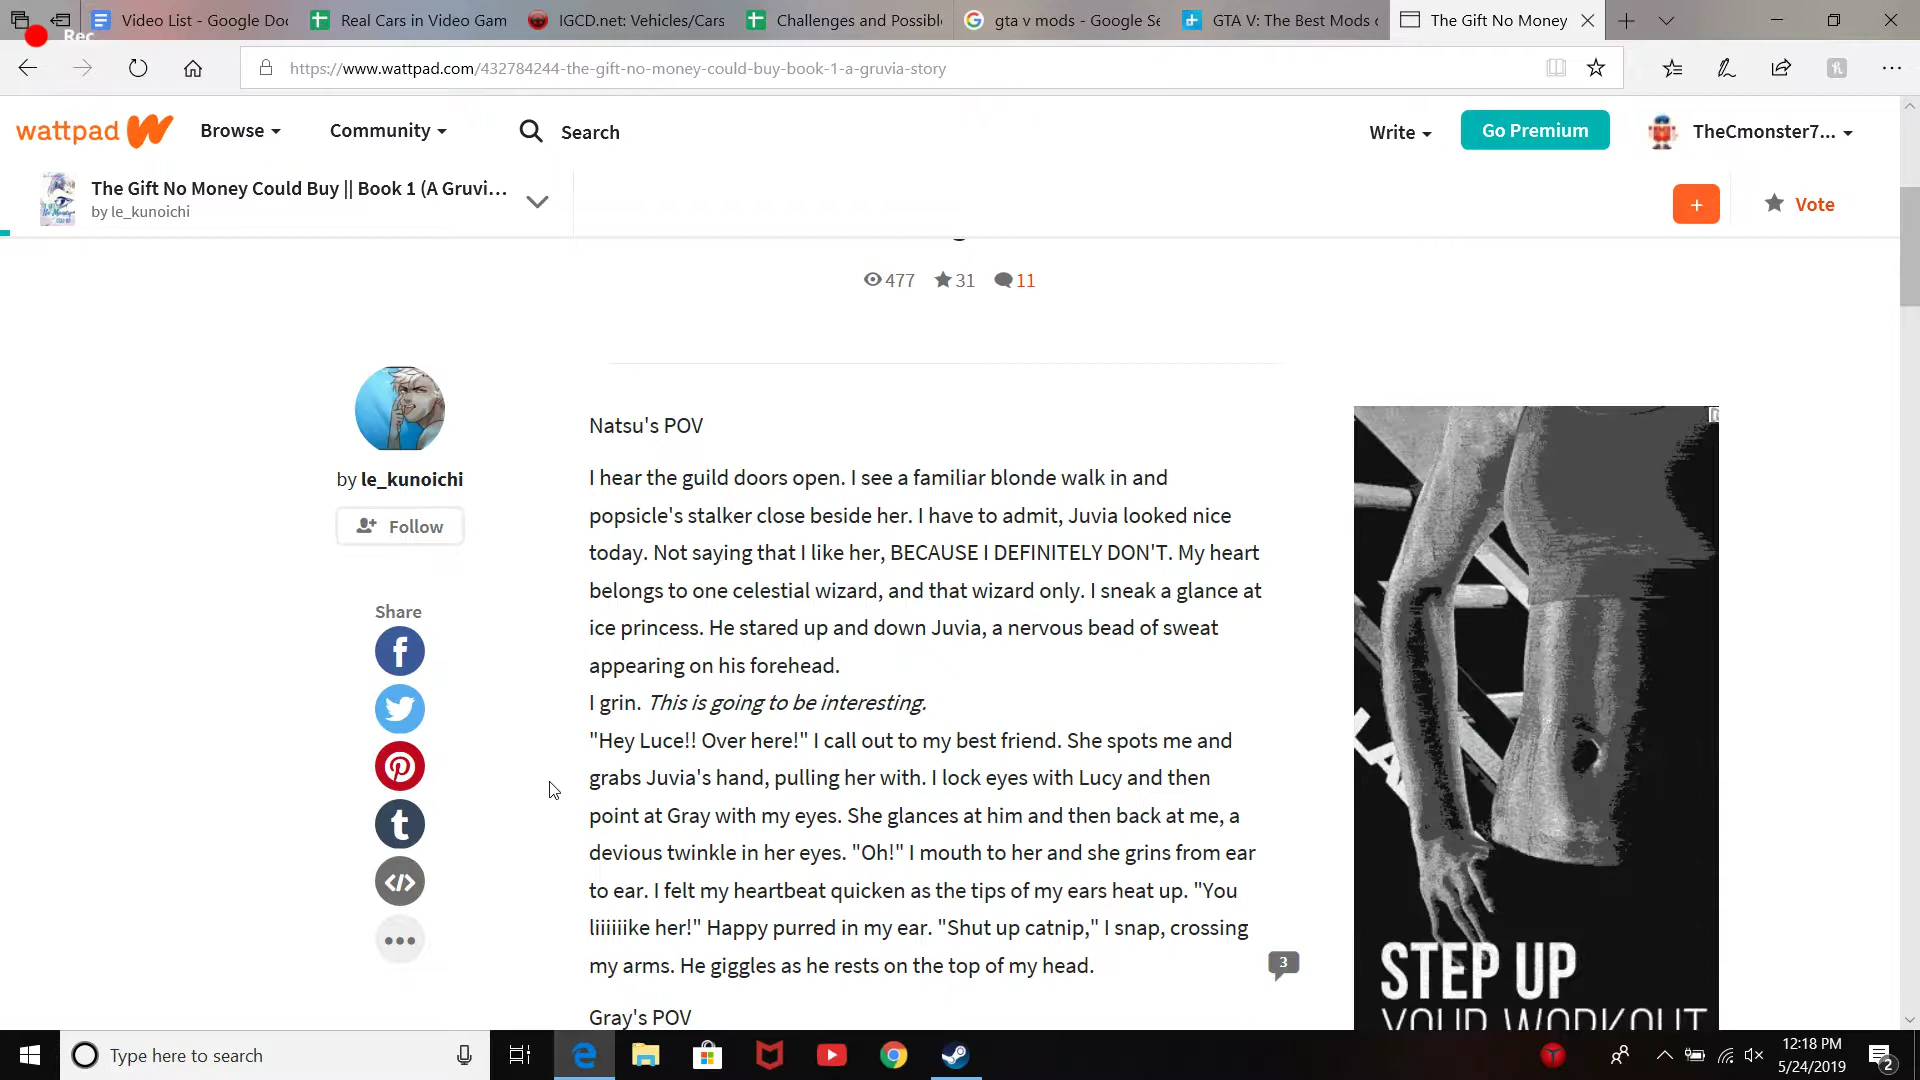 Rec
Video List - Google Doc
Real Cars in Video Gam
IGCD.net: Vehicles/Cars
Challenges and Possibl
gta v mods - Google Se
GTA V: The Best Mods
The Gift No Money
https://www.wattpad.com/432784244-the-gift-no-money-could-buy-book-1-a-gruvia-story
wattpad
Browse
Community
Search
Write
Go Premium
TheCmonster7...
The Gift No Money Could Buy || Book 1 (A Gruvi...
by le_kunoichi
+
Vote
477
31
11
by le_kunoichi
Follow
Share
Natsu's POV
I hear the guild doors open. I see a familiar blonde walk in and
popsicle's stalker close beside her. I have to admit, Juvia looked nice
today. Not saying that I like her, BECAUSE I DEFINITELY DON'T. My heart
belongs to one celestial wizard, and that wizard only. I sneak a glance at
ice princess. He stared up and down Juvia, a nervous bead of sweat
appearing on his forehead.
I grin. This is going to be interesting.
"Hey Luce!! Over here!" I call out to my best friend. She spots me and
grabs Juvia's hand, pulling her with. I lock eyes with Lucy and then
point at Gray with my eyes. She glances at him and then back at me, a
devious twinkle in her eyes. "Oh!" I mouth to her and she grins from ear
to ear. I felt my heartbeat quicken as the tips of my ears heat up. "You
liiiiiike her!" Happy purred in my ear. "Shut up catnip," I snap, crossing
my arms. He giggles as he rests on the top of my head.
3
Gray's POV
STEP UP
YOUR WORKOUT
Type here to search
12:18 PM
5/24/2019
2